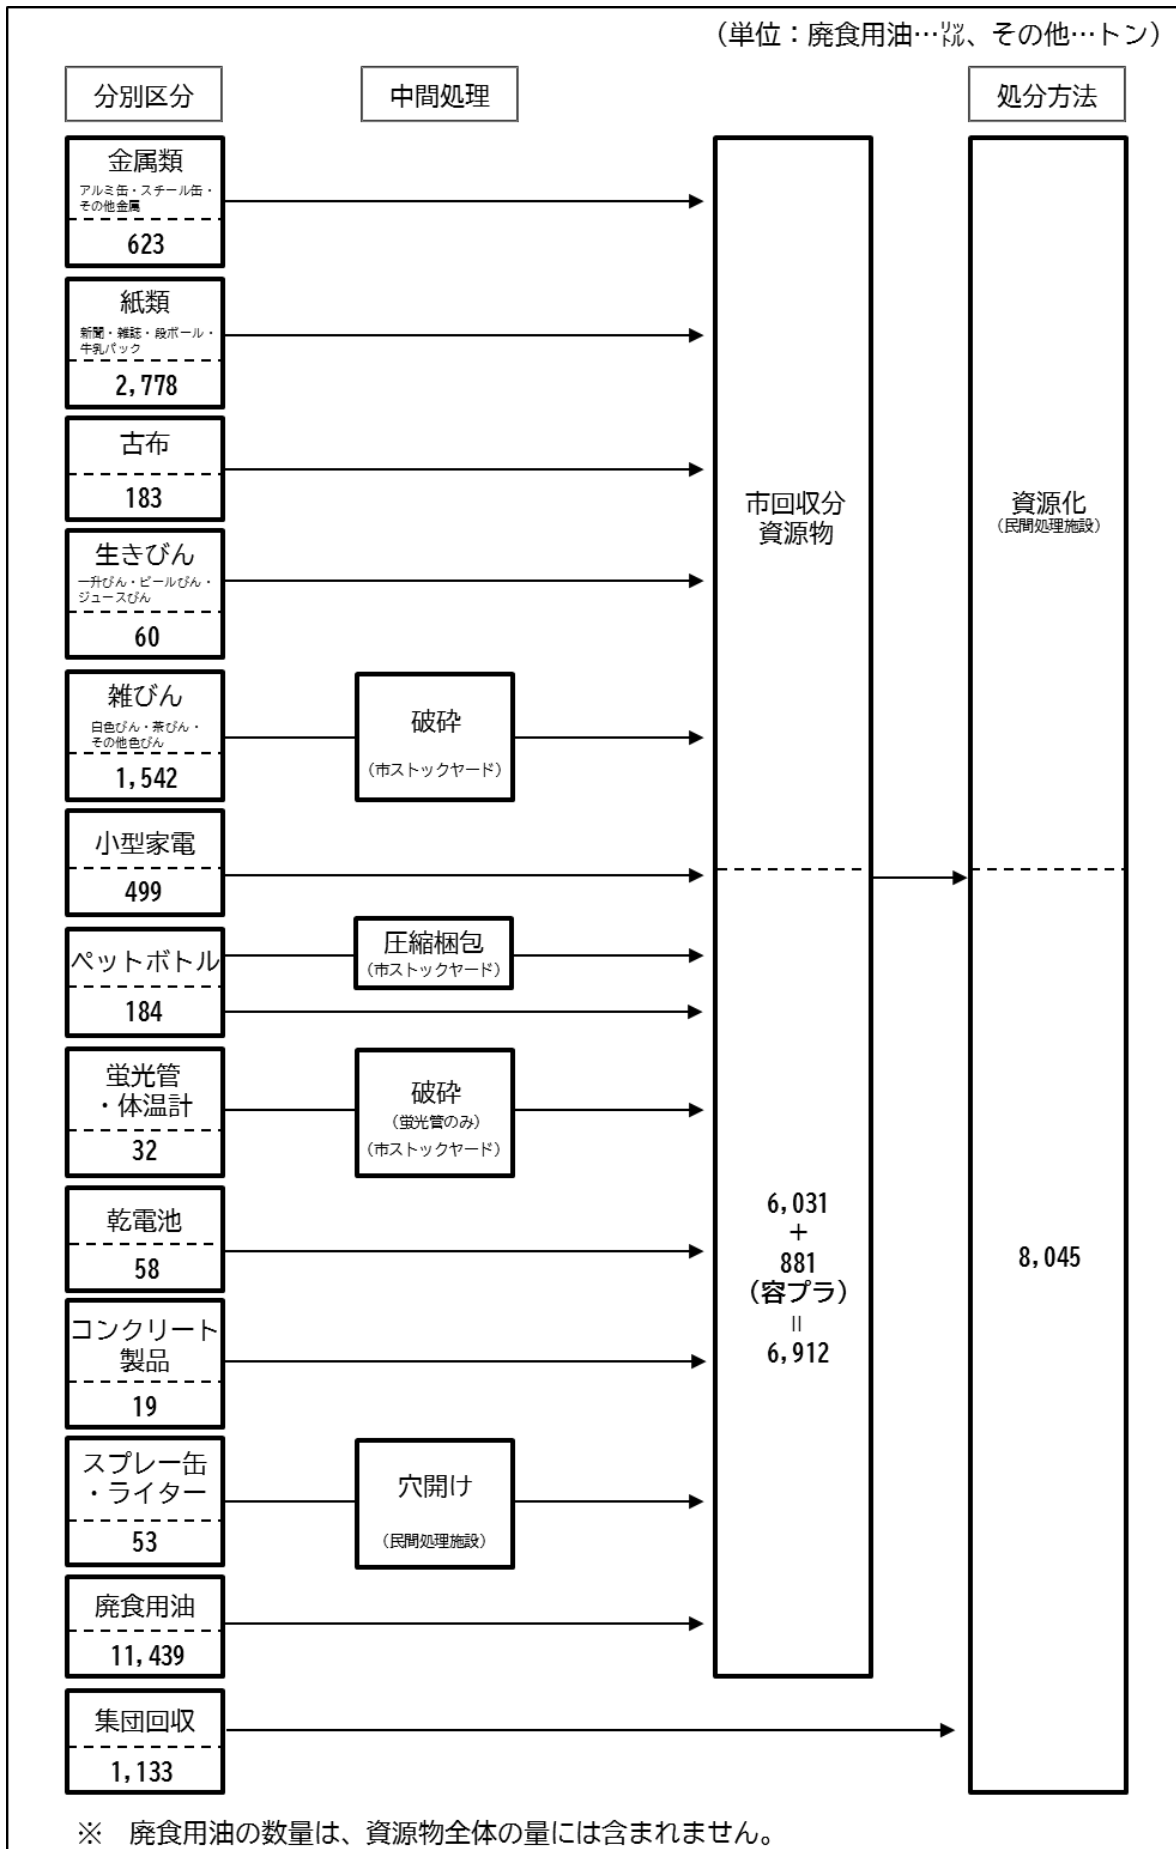 （単位：廃食用油…㍑、その他…トン）
分別区分
中間処理
処分方法
金属類
アルミ缶・スチール缶・
その他金属
623
紙類
新聞・雑誌・段ボール・
牛乳パック
2,778
古布
183
生きびん
一升びん・ビールびん・
ジュースびん
60
雑びん
白色びん・茶びん・
その他色びん
1,542
破砕
（市ストックヤード）
小型家電
499
ペットボトル
184
圧縮梱包
（市ストックヤード）
蛍光管
・体温計
32
破砕
（蛍光管のみ）
（市ストックヤード）
乾電池
58
コンクリート
製品
19
スプレー缶
・ライター
53
穴開け
（民間処理施設）
廃食用油
11,439
集団回収
1,133
市回収分
資源物
6,031
＋
881
（容プラ）
＝
6,912
資源化
（民間処理施設）
8,045
※　廃食用油の数量は、資源物全体の量には含まれません。